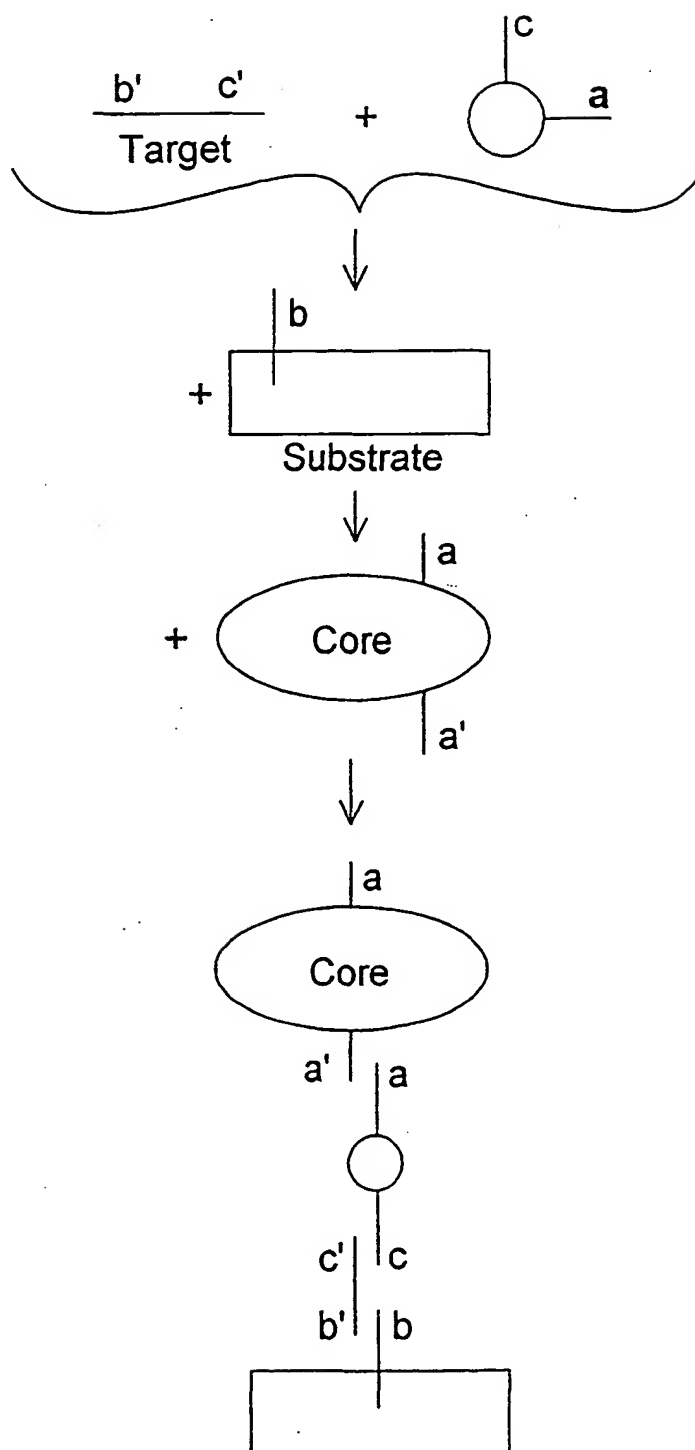 c
b' c' + a
Target
b
+
Substrate
a
+ Core
a'
a
Core
a' a
c' c
b' b